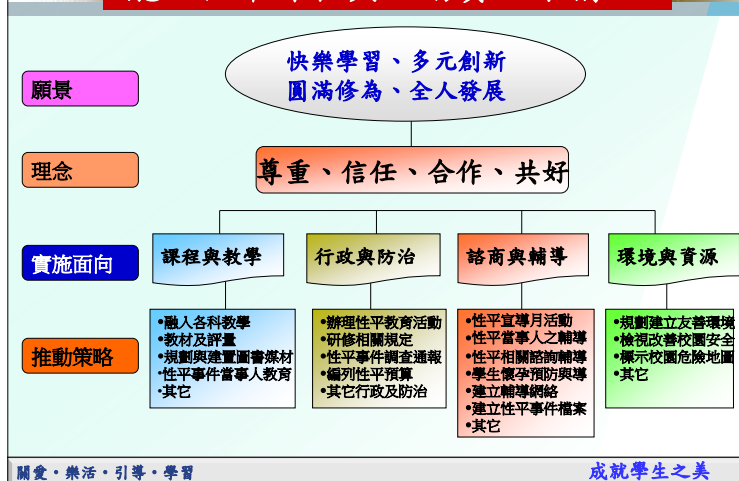 快樂學習、多元創新
圓滿修為、全人發展
願景
理念
尊重、信任、合作、共好
實施面向
課程與教學
行政與防治
諮商與輔導
環境與資源
推動策略
•融入各科教學
•教材及評量
•規劃與建置圖書媒材
•性平事件當事人教育
•其它
•辦理性平教育活動
•研修相關規定
•性平事件調查通報
•編列性平預算
•其它行政及防治
•性平宣導月活動
•性平當事人之輔導
•性平相關諮詢輔導
•學生懷孕預防與導
•建立輔導網絡
•建立性平事件檔案
•其它
•規劃建立友善環境
•檢視改善校園安全
•標示校園危險地圖
•其它
關愛・樂活・引導・學習
成就學生之美